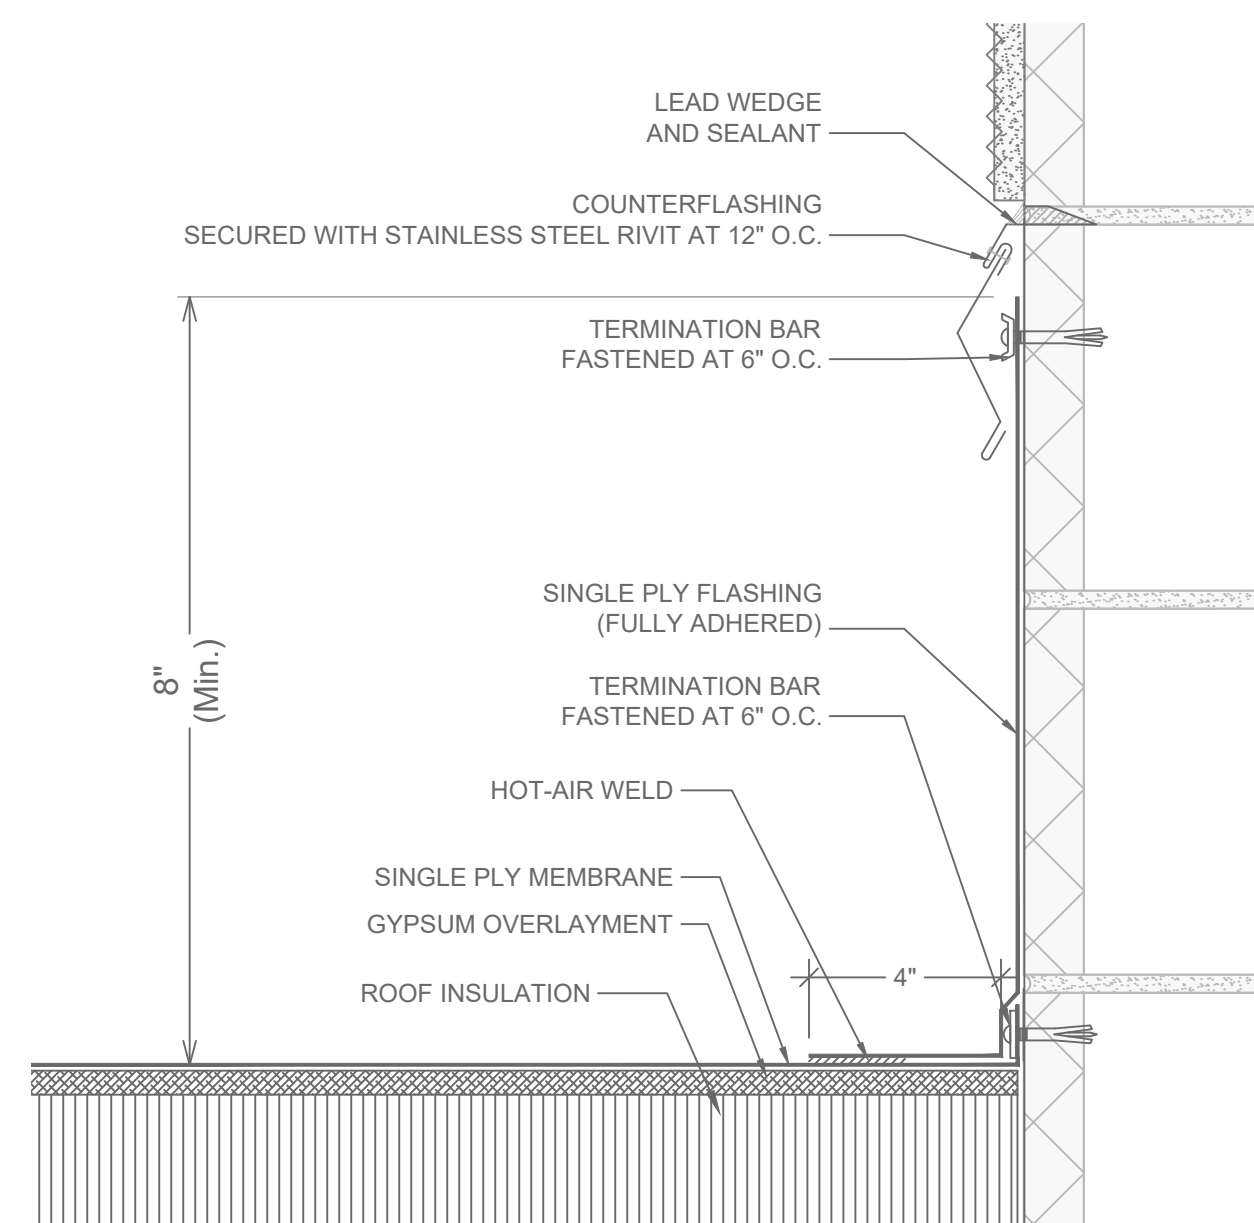 LEAD WEDGE
AND SEALANT
COUNTERFLASHING
SECURED WITH STAINLESS STEEL RIVIT AT 12" O.C.
TERMINATION BAR
FASTENED AT 6" O.C.
SINGLE PLY FLASHING
(FULLY ADHERED)
8"
(Min.)
TERMINATION BAR
FASTENED AT 6" O.C.
HOT-AIR WELD
SINGLE PLY MEMBRANE
GYPSUM OVERLAYMENT
4"
ROOF INSULATION